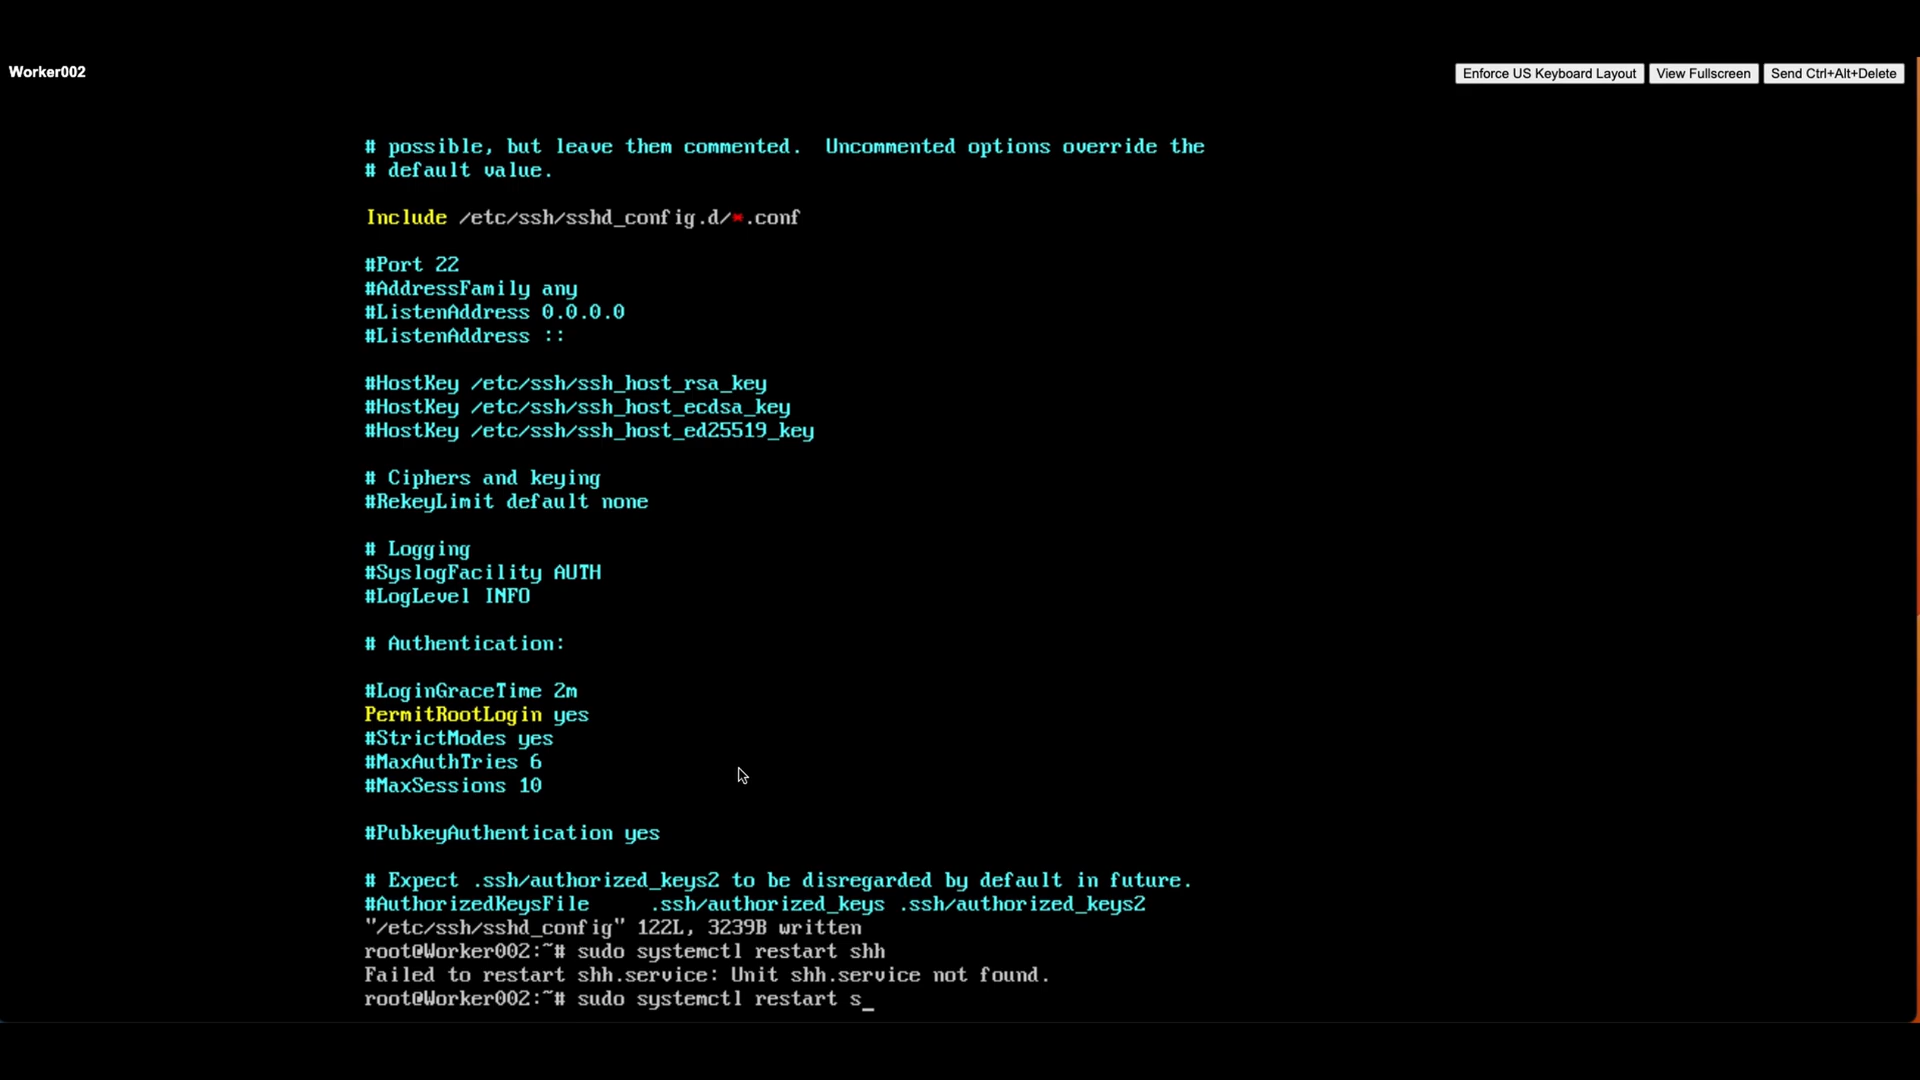 Worker002
Enforce US Keyboard Layout View Fullscreen Send Ctrl+Alt+Delete
# possible, but leave them commented.  Uncommented options override the
# default value.
Include /etc/ssh/sshd_config.d/*.conf
#Port 22
#AddressFamily any
#ListenAddress 0.0.0.0
#ListenAddress ::
#HostKey /etc/ssh/ssh_host_rsa_key
#HostKey /etc/ssh/ssh_host_ecdsa_key
#HostKey /etc/ssh/ssh_host_ed25519_key
# Ciphers and keying
#RekeyLimit default none
# Logging
#SyslogFacility AUTH
#LogLevel INFO
# Authentication:
#LoginGraceTime 2m
PermitRootLogin yes
#StrictModes yes
#MaxAuthTries 6
#MaxSessions 10
#PubkeyAuthentication yes
# Expect .ssh/authorized_keys2 to be disregarded by default in future.
#AuthorizedKeysFile     .ssh/authorized_keys .ssh/authorized_keys2
"/etc/ssh/sshd_config" 122L, 3239B written
root@Worker002:~# sudo systemctl restart shh
Failed to restart shh.service: Unit shh.service not found.
root@Worker002:~# sudo systemctl restart s_